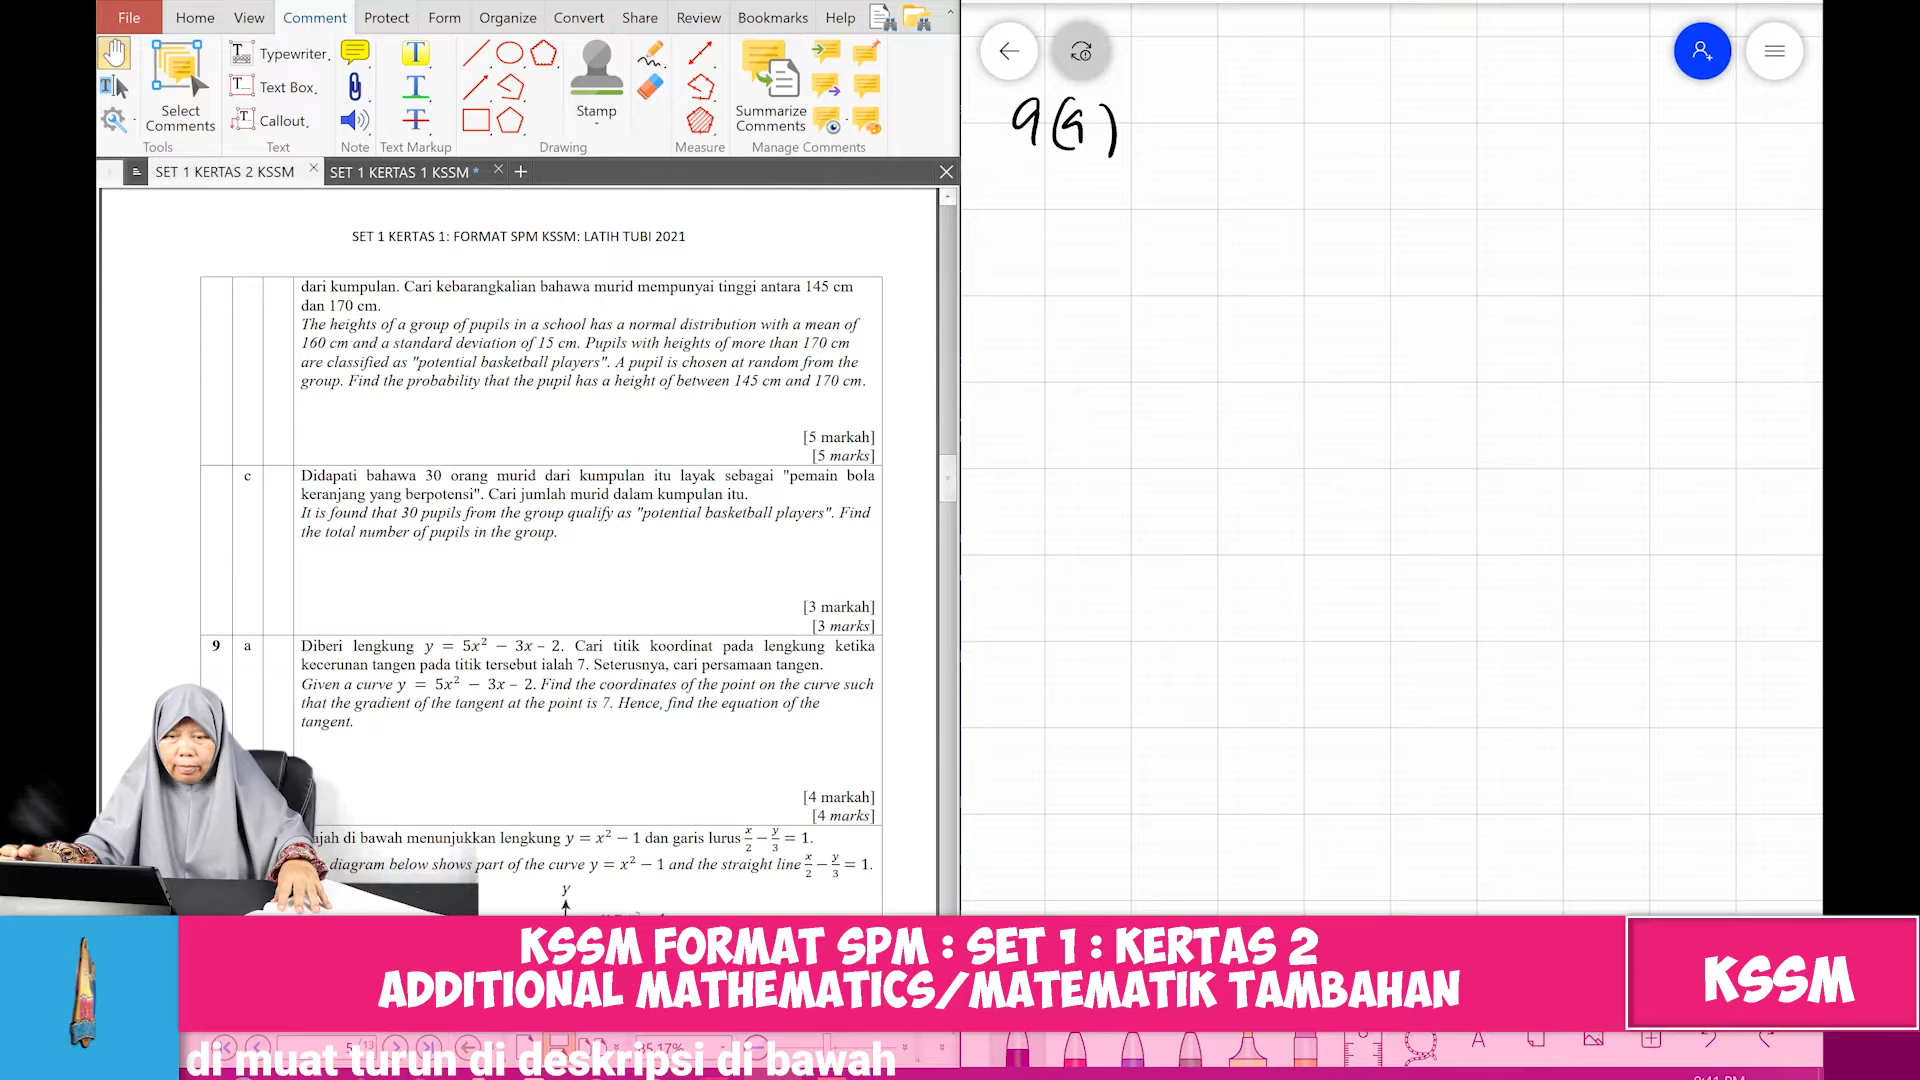 File Home View Comment Protect Form Organize Convert Share Review Bookmarks Help
Typewriter
Text Box
Callout
Select Comments
Stamp
Summarize Comments
Tools Text Note Text Markup Drawing Measure Manage Comments
SET 1 KERTAS 2 KSSM
SET 1 KERTAS 1 KSSM *
SET 1 KERTAS 1: FORMAT SPM KSSM: LATIH TUBI 2021
dari kumpulan. Cari kebarangkalian bahawa murid mempunyai tinggi antara 145 cm
dan 170 cm.
The heights of a group of pupils in a school has a normal distribution with a mean of
160 cm and a standard deviation of 15 cm. Pupils with heights of more than 170 cm
are classified as "potential basketball players". A pupil is chosen at random from the
group. Find the probability that the pupil has a height of between 145 cm and 170 cm.
[5 markah]
[5 marks]
c Didapati bahawa 30 orang murid dari kumpulan itu layak sebagai "pemain bola
keranjang yang berpotensi". Cari jumlah murid dalam kumpulan itu.
It is found that 30 pupils from the group qualify as "potential basketball players". Find
the total number of pupils in the group.
[3 markah]
[3 marks]
9 a Diberi lengkung y = 5x² − 3x – 2. Cari titik koordinat pada lengkung ketika
kecerunan tangen pada titik tersebut ialah 7. Seterusnya, cari persamaan tangen.
Given a curve y = 5x² − 3x – 2. Find the coordinates of the point on the curve such
that the gradient of the tangent at the point is 7. Hence, find the equation of the
tangent.
[4 markah]
[4 marks]
ajah di bawah menunjukkan lengkung y = x² − 1 dan garis lurus x/2 − y/3 = 1.
diagram below shows part of the curve y = x² − 1 and the straight line x/2 − y/3 = 1.
y
9(a)
KSSM FORMAT SPM : SET 1 : KERTAS 2
ADDITIONAL MATHEMATICS/MATEMATIK TAMBAHAN
KSSM
di muat turun di deskripsi di bawah